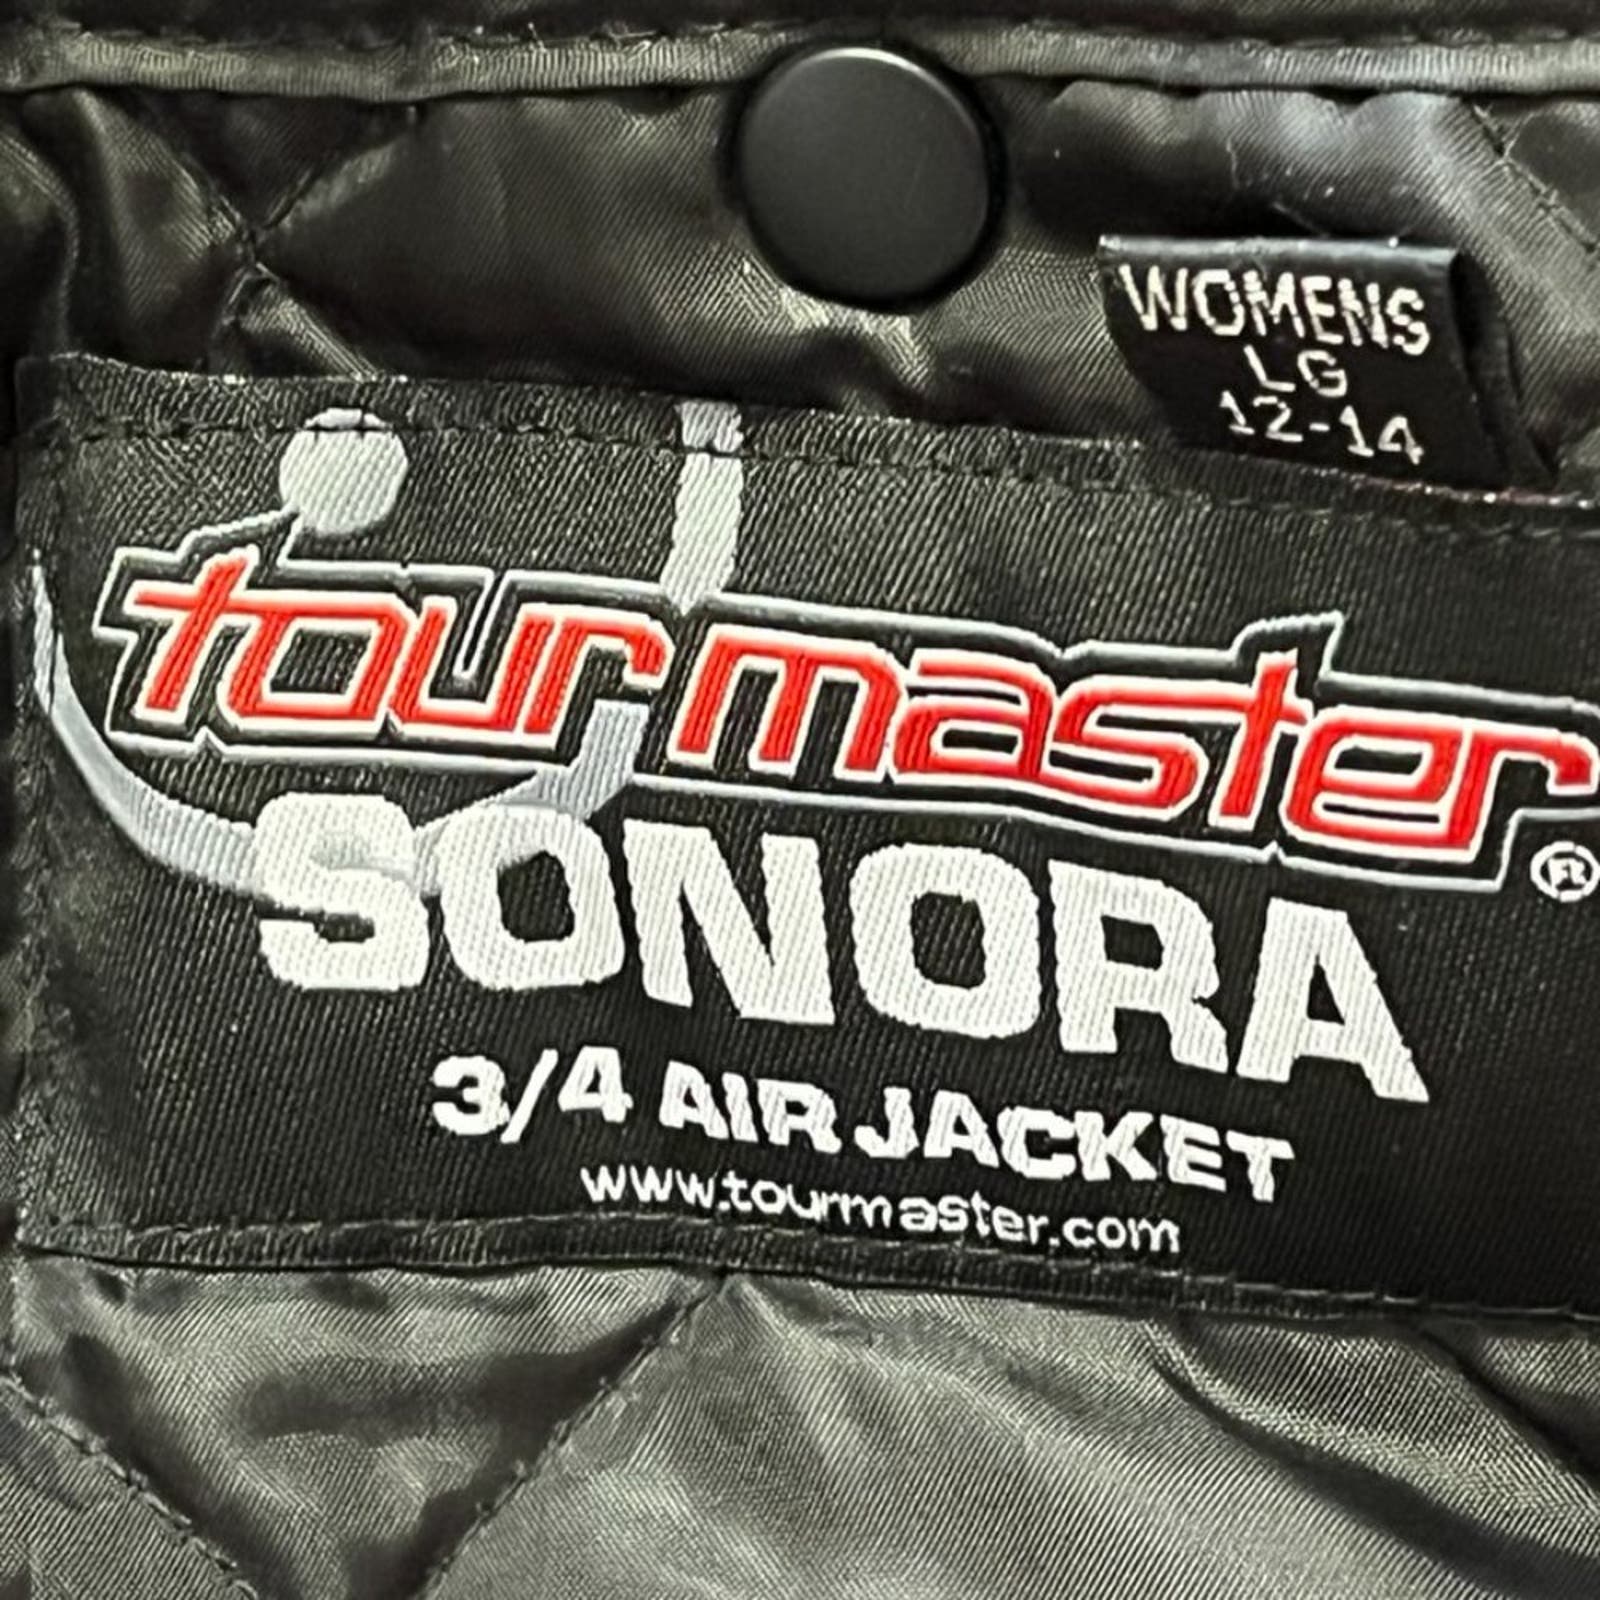 WOMENS
LG
12-14
tourmaster®
SONORA
3/4 AIR JACKET
www.tourmaster.com